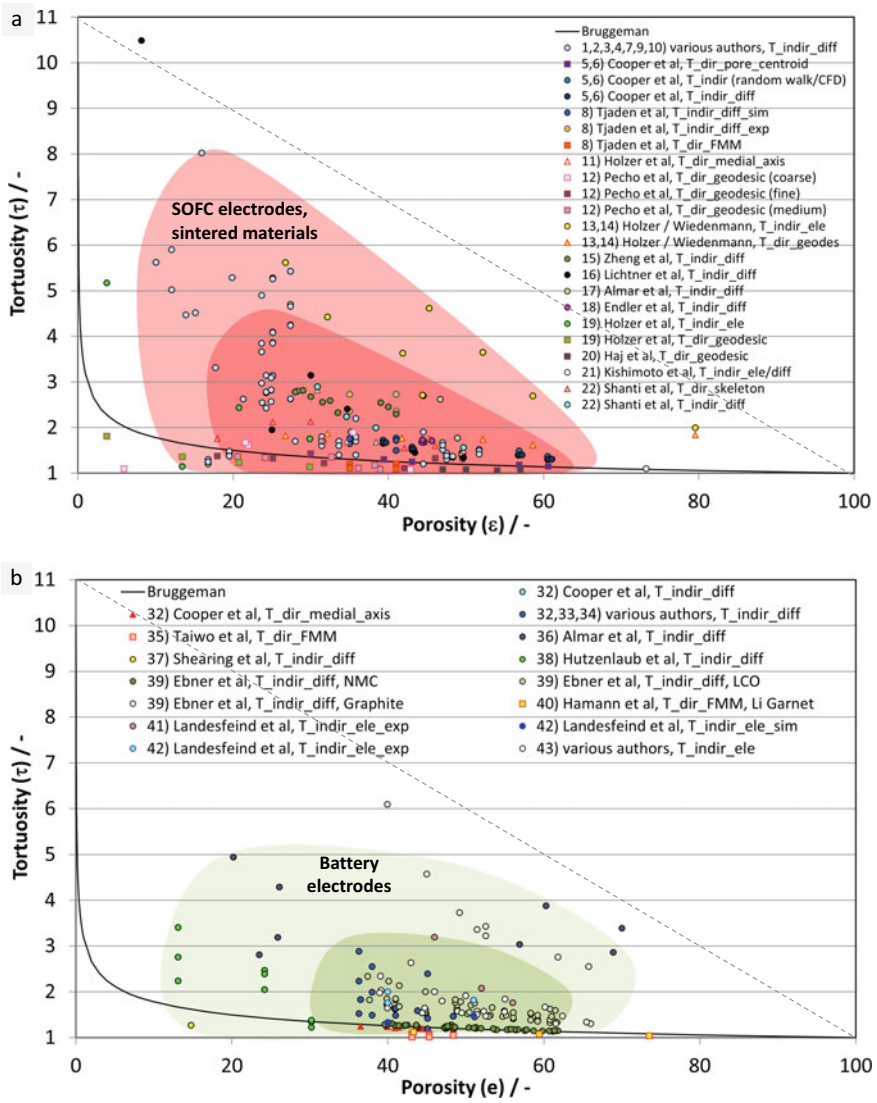 a
11
10
9
8
7
6
5
4
3
2
1
Tortuosity (τ) / -
Bruggeman
1,2,3,4,7,9,10) various authors, T_indir_diff
5,6) Cooper et al, T_dir_pore_centroid
5,6) Cooper et al, T_indir (random walk/CFD)
5,6) Cooper et al, T_indir_diff
8) Tjaden et al, T_indir_diff_sim
8) Tjaden et al, T_indir_diff_exp
8) Tjaden et al, T_dir_FMM
11) Holzer et al, T_dir_medial_axis
12) Pecho et al, T_dir_geodesic (coarse)
12) Pecho et al, T_dir_geodesic (fine)
12) Pecho et al, T_dir_geodesic (medium)
13,14) Holzer / Wiedenmann, T_indir_ele
13,14) Holzer / Wiedenmann, T_dir_geodes
15) Zheng et al, T_indir_diff
16) Lichtner et al, T_indir_diff
17) Almar et al, T_indir_diff
18) Endler et al, T_indir_diff
19) Holzer et al, T_indir_ele
19) Holzer et al, T_dir_geodesic
20) Haj et al, T_dir_geodesic
21) Kishimoto et al, T_indir_ele/diff
22) Shanti et al, T_dir_skeleton
22) Shanti et al, T_indir_diff
SOFC electrodes,
sintered materials
0 20 40 60 80 100
Porosity (ε) / -
b
11
10
9
8
7
6
5
4
3
2
1
Tortuosity (τ) / -
Bruggeman
32) Cooper et al, T_indir_diff
32) Cooper et al, T_dir_medial_axis
32,33,34) various authors, T_indir_diff
35) Taiwo et al, T_dir_FMM
36) Almar et al, T_indir_diff
37) Shearing et al, T_indir_diff
38) Hutzenlaub et al, T_indir_diff
39) Ebner et al, T_indir_diff, NMC
39) Ebner et al, T_indir_diff, LCO
39) Ebner et al, T_indir_diff, Graphite
40) Hamann et al, T_dir_FMM, Li Garnet
41) Landesfeind et al, T_indir_ele_exp
42) Landesfeind et al, T_indir_ele_sim
42) Landesfeind et al, T_indir_ele_exp
43) various authors, T_indir_ele
Battery
electrodes
0 20 40 60 80 100
Porosity (e) / -